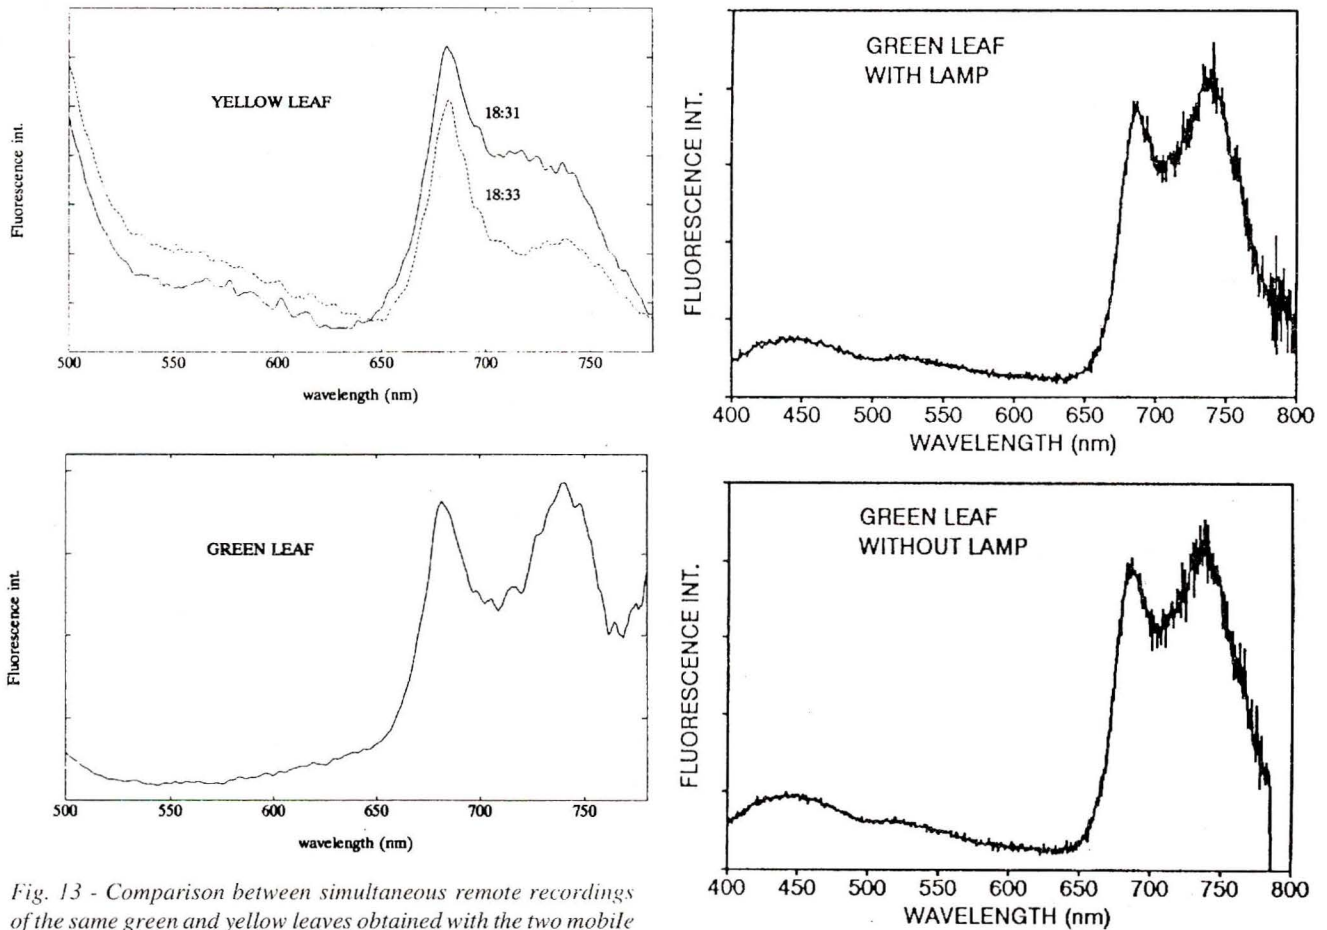 YELLOW LEAF
18:31
18:33
Fluorescence int.
500 550 600 650 700 750
wavelength (nm)
GREEN LEAF
Fluorescence int.
500 550 600 650 700 750
wavelength (nm)
Fig. 13 - Comparison between simultaneous remote recordings
of the same green and yellow leaves obtained with the two mobile
GREEN LEAF
WITH LAMP
FLUORESCENCE INT.
400 450 500 550 600 650 700 750 800
WAVELENGTH (nm)
GREEN LEAF
WITHOUT LAMP
FLUORESCENCE INT.
400 450 500 550 600 650 700 750 800
WAVELENGTH (nm)